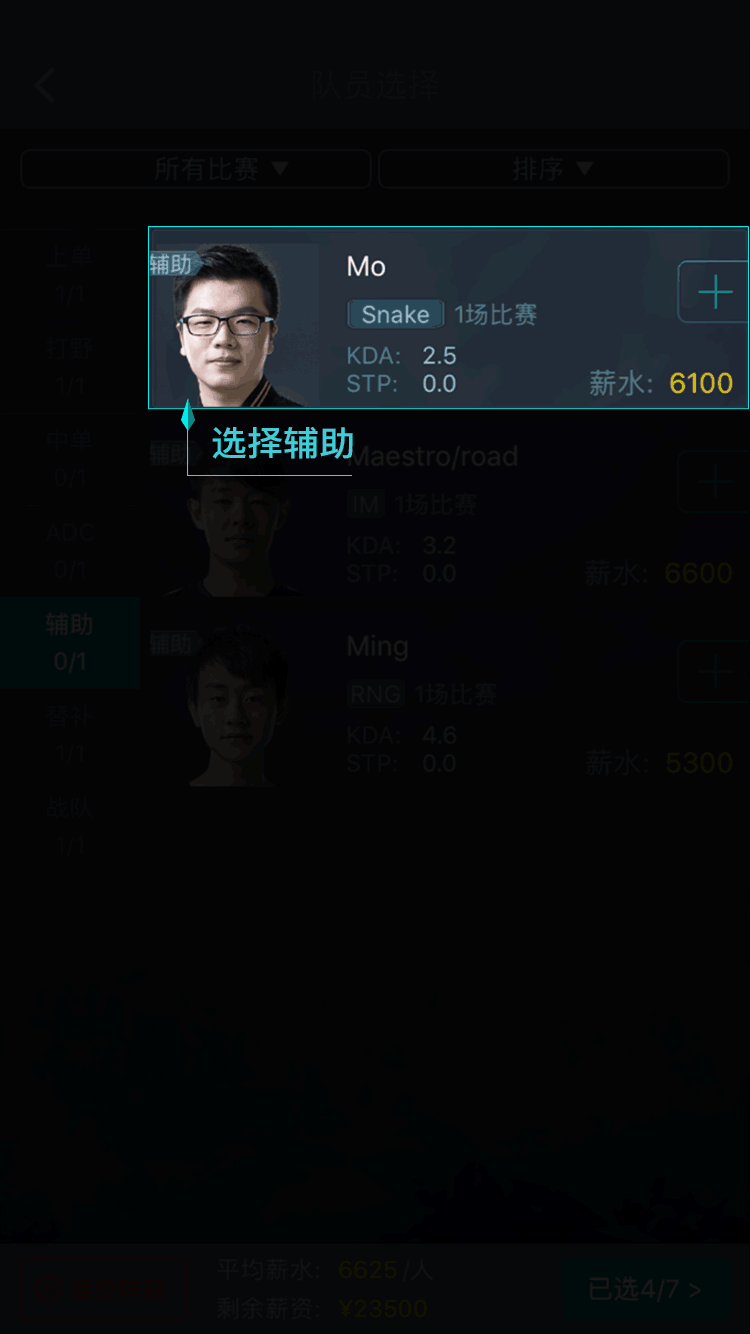 队员选择
所有比赛 ▼
排序 ▼
上单
1/1
打野
1/1
中单
0/1
ADC
0/1
辅助
0/1
替补
1/1
战队
1/1
辅助
Mo
Snake 1场比赛
KDA: 2.5
STP: 0.0
薪水: 6100
选择辅助
辅助
Maestro/road
IM 1场比赛
KDA: 3.2
STP: 0.0
薪水: 6600
辅助
Ming
RNG 1场比赛
KDA: 4.6
STP: 0.0
薪水: 5300
平均薪水: 6625/人
剩余薪资: ¥23500
已选4/7 >